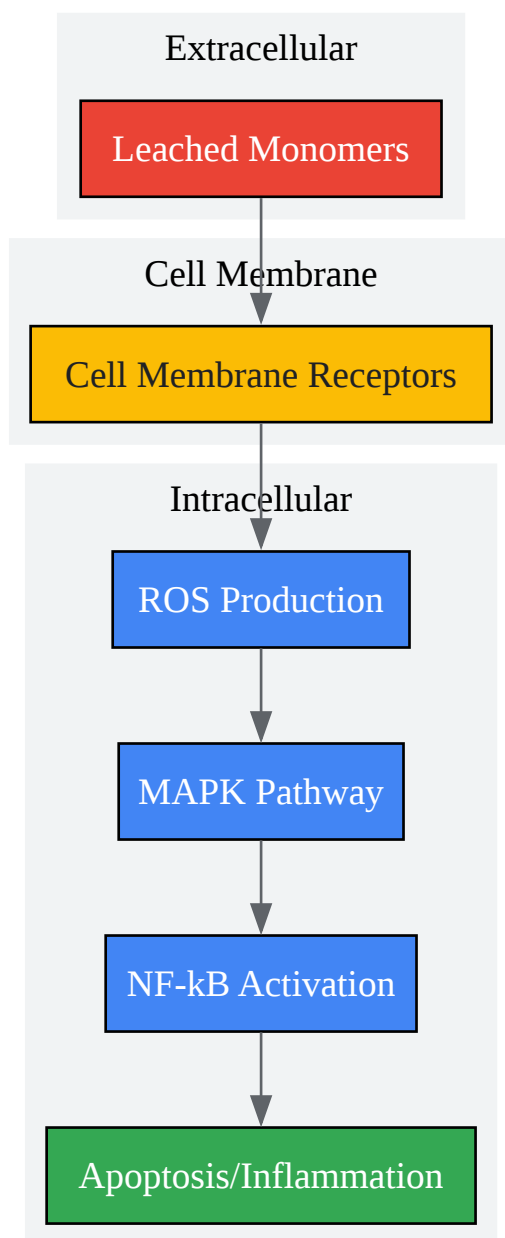 Extracellular
Leached Monomers
Cell Membrane
Cell Membrane Receptors
Intracellular
ROS Production
MAPK Pathway
NF-kB Activation
Apoptosis/Inflammation